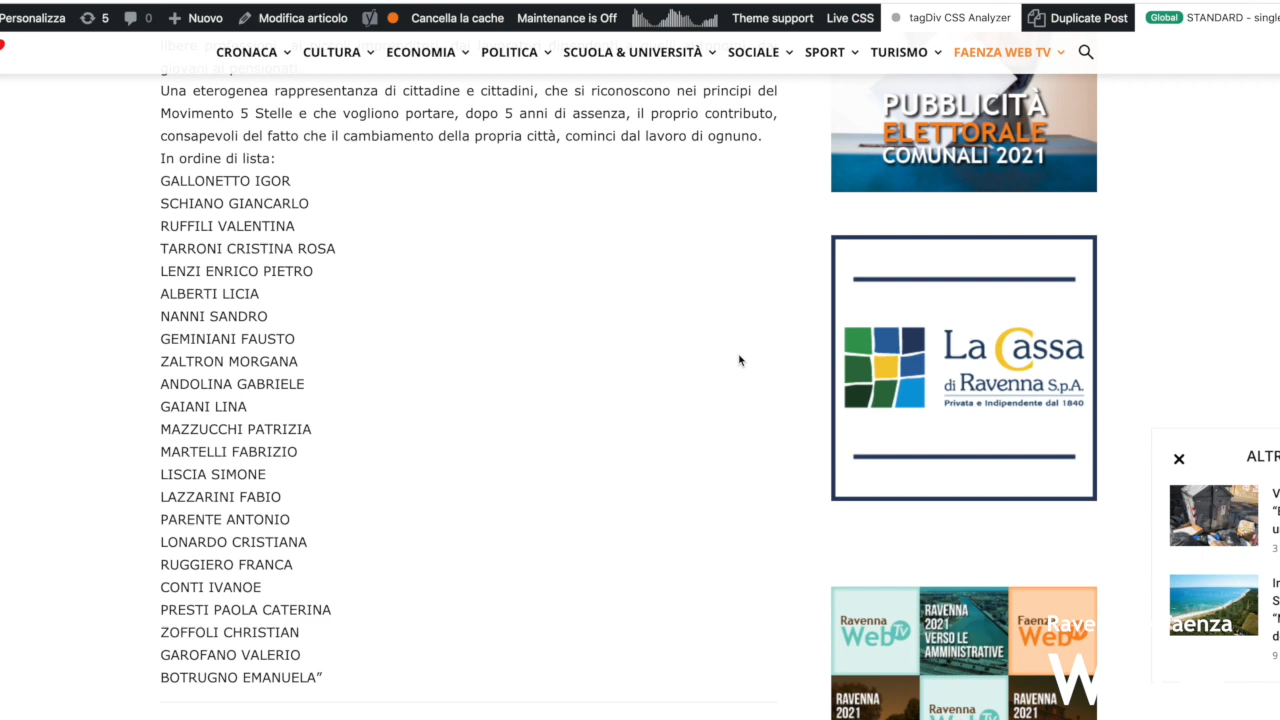 Personalizza 5 0 Nuovo Modifica articolo Cancella la cache Maintenance is Off Theme support Live CSS tagDiv CSS Analyzer Duplicate Post Global STANDARD - single
CRONACA CULTURA ECONOMIA POLITICA SCUOLA & UNIVERSITÀ SOCIALE SPORT TURISMO FAENZA WEB TV
giovani ai pensionati.
Una eterogenea rappresentanza di cittadine e cittadini, che si riconoscono nei principi del
Movimento 5 Stelle e che vogliono portare, dopo 5 anni di assenza, il proprio contributo,
consapevoli del fatto che il cambiamento della propria città, cominci dal lavoro di ognuno.
In ordine di lista:
GALLONETTO IGOR
SCHIANO GIANCARLO
RUFFILI VALENTINA
TARRONI CRISTINA ROSA
LENZI ENRICO PIETRO
ALBERTI LICIA
NANNI SANDRO
GEMINIANI FAUSTO
ZALTRON MORGANA
ANDOLINA GABRIELE
GAIANI LINA
MAZZUCCHI PATRIZIA
MARTELLI FABRIZIO
LISCIA SIMONE
LAZZARINI FABIO
PARENTE ANTONIO
LONARDO CRISTIANA
RUGGIERO FRANCA
CONTI IVANOE
PRESTI PAOLA CATERINA
ZOFFOLI CHRISTIAN
GAROFANO VALERIO
BOTRUGNO EMANUELA”
PUBBLICITÀ
ELETTORALE
COMUNALI 2021
La Cassa
di Ravenna S.p.A.
Privata e Indipendente dal 1840
Ravenna
WebTv
RAVENNA
2021
VERSO LE
AMMINISTRATIVE
Faenza
Web
RAVENNA
2021
Ravenna
WebTv
RAVENNA
2021
ALTR
3
9
Faenza
W